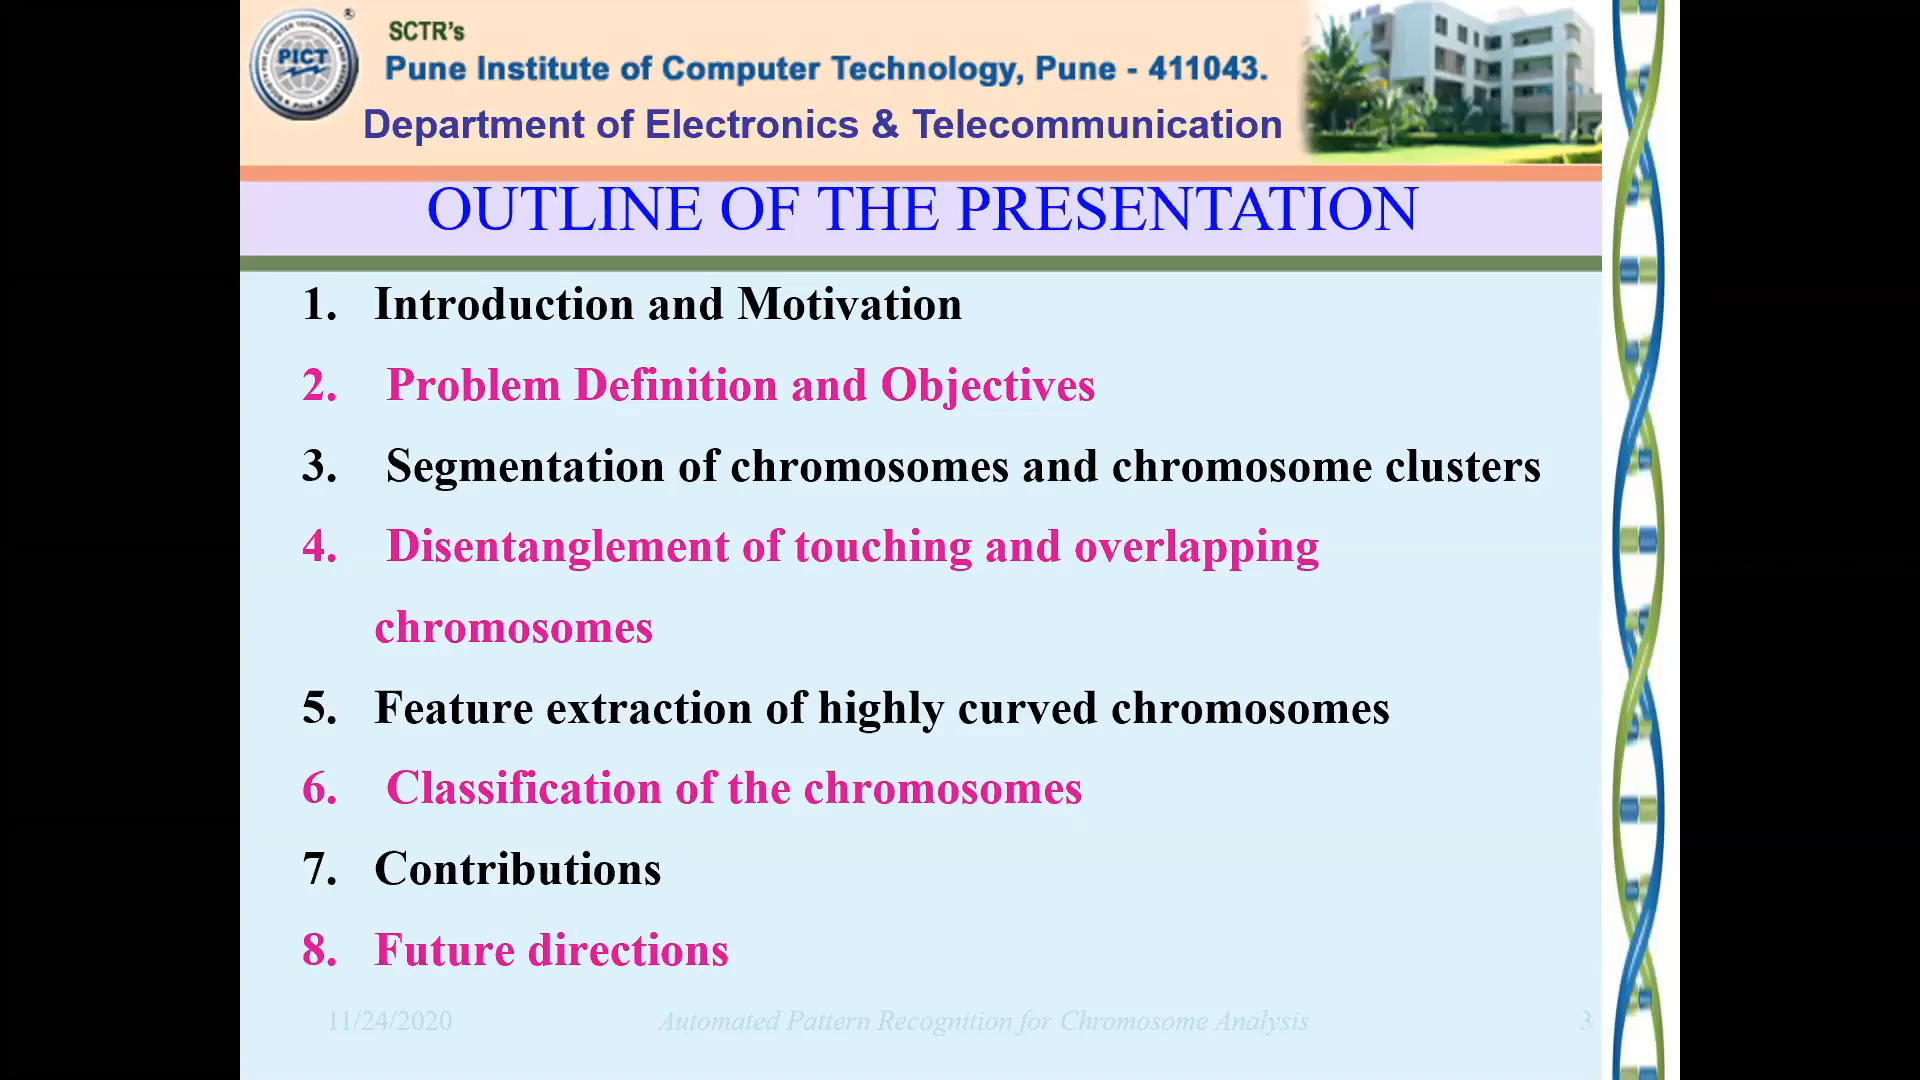 PICT
®
SCTR's
Pune Institute of Computer Technology, Pune - 411043.
Department of Electronics & Telecommunication
OUTLINE OF THE PRESENTATION
1. Introduction and Motivation
2. Problem Definition and Objectives
3. Segmentation of chromosomes and chromosome clusters
4. Disentanglement of touching and overlapping
chromosomes
5. Feature extraction of highly curved chromosomes
6. Classification of the chromosomes
7. Contributions
8. Future directions
11/24/2020 Automated Pattern Recognition for Chromosome Analysis 3